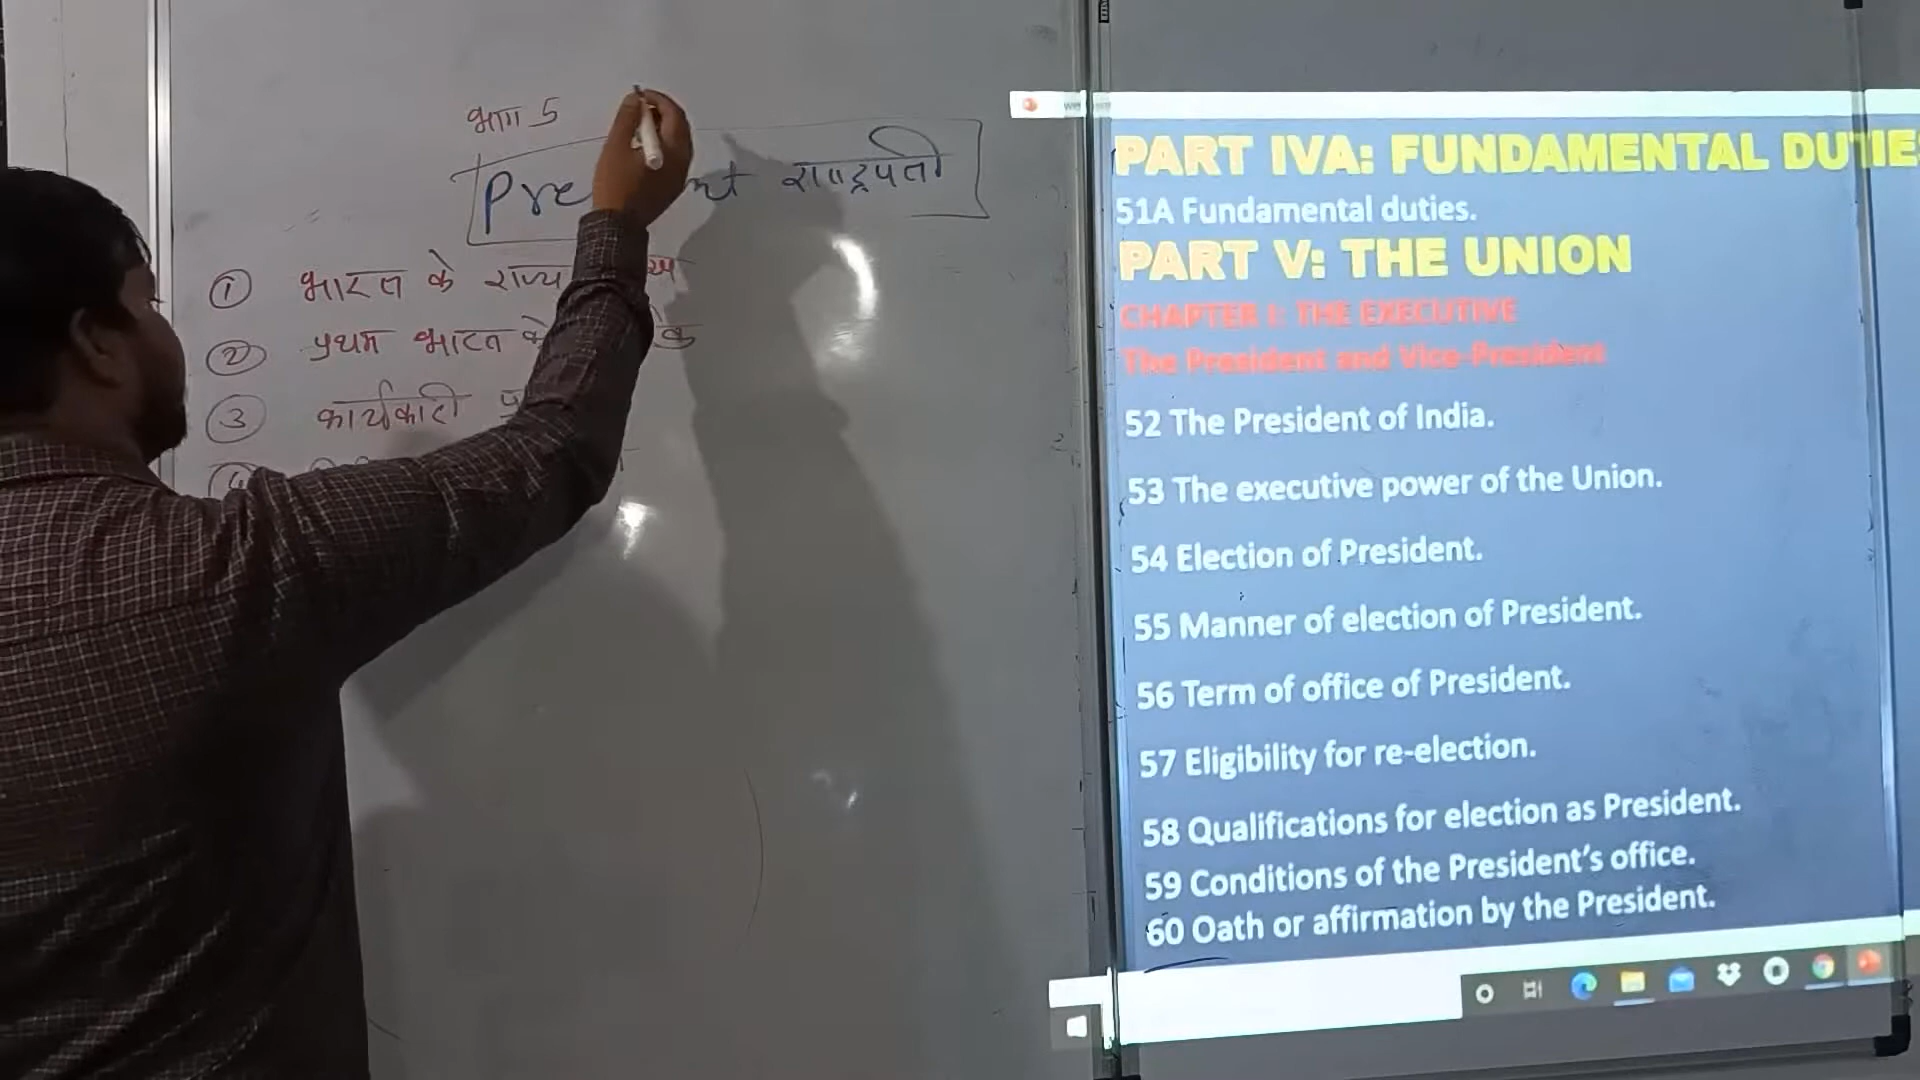 भाग 5
राष्ट्रपती
① भारत के राज्य
② प्रथम भारत के
③ कार्यकारी
④
PART IVA: FUNDAMENTAL DUTIES
51A Fundamental duties.
PART V: THE UNION
CHAPTER I: THE EXECUTIVE
The President and Vice-President
52 The President of India.
53 The executive power of the Union.
54 Election of President.
55 Manner of election of President.
56 Term of office of President.
57 Eligibility for re-election.
58 Qualifications for election as President.
59 Conditions of the President's office.
60 Oath or affirmation by the President.